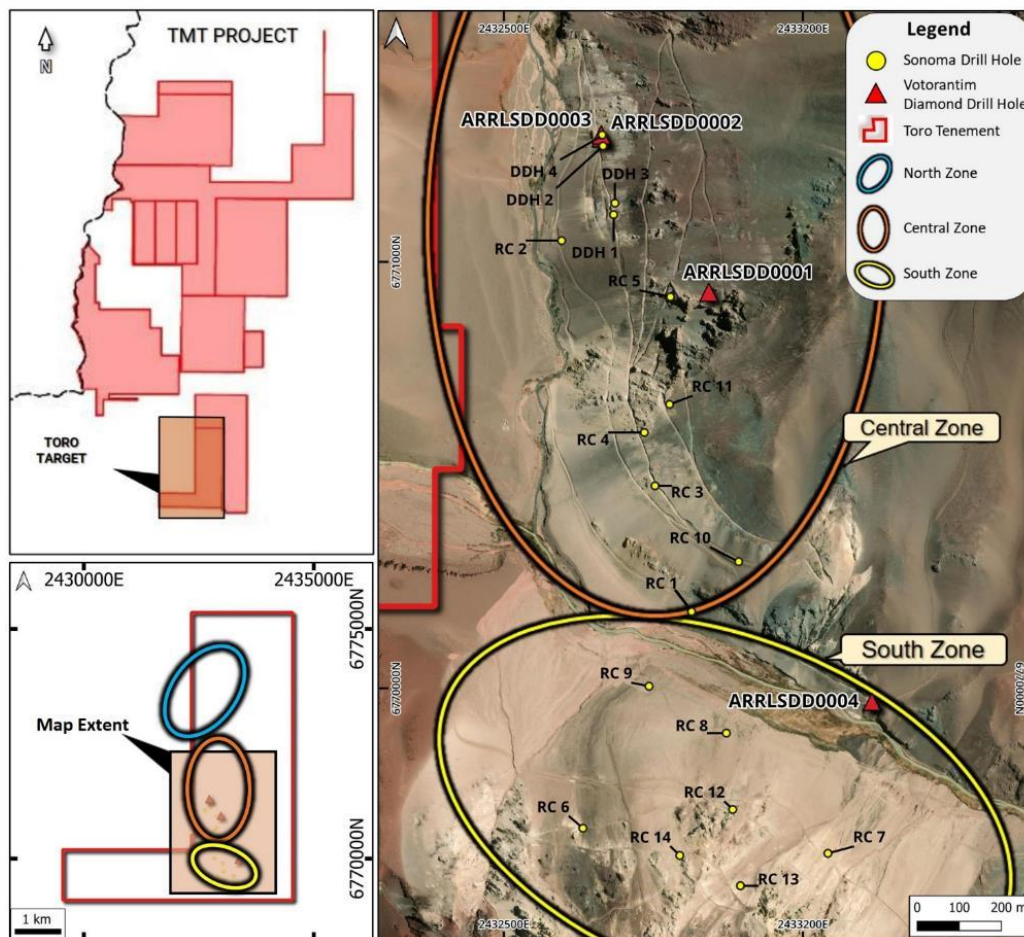 TMT PROJECT
N
TORO
TARGET
2430000E
2435000E
6775000N
6770000N
Map Extent
1 km
2432500E
2433200E
Legend
Sonoma Drill Hole
Votorantim
Diamond Drill Hole
Toro Tenement
North Zone
Central Zone
South Zone
ARRLSDD0003
ARRLSDD0002
DDH 4
DDH 3
DDH 2
RC 2
DDH 1
6771000N
RC 5
ARRLSDD0001
RC 11
RC 4
Central Zone
RC 3
RC 10
RC 1
South Zone
RC 9
6770000N
ARRLSDD0004
6770000N
RC 8
RC 12
RC 6
RC 14
RC 7
RC 13
2432500E
2433200E
0 100 200 m